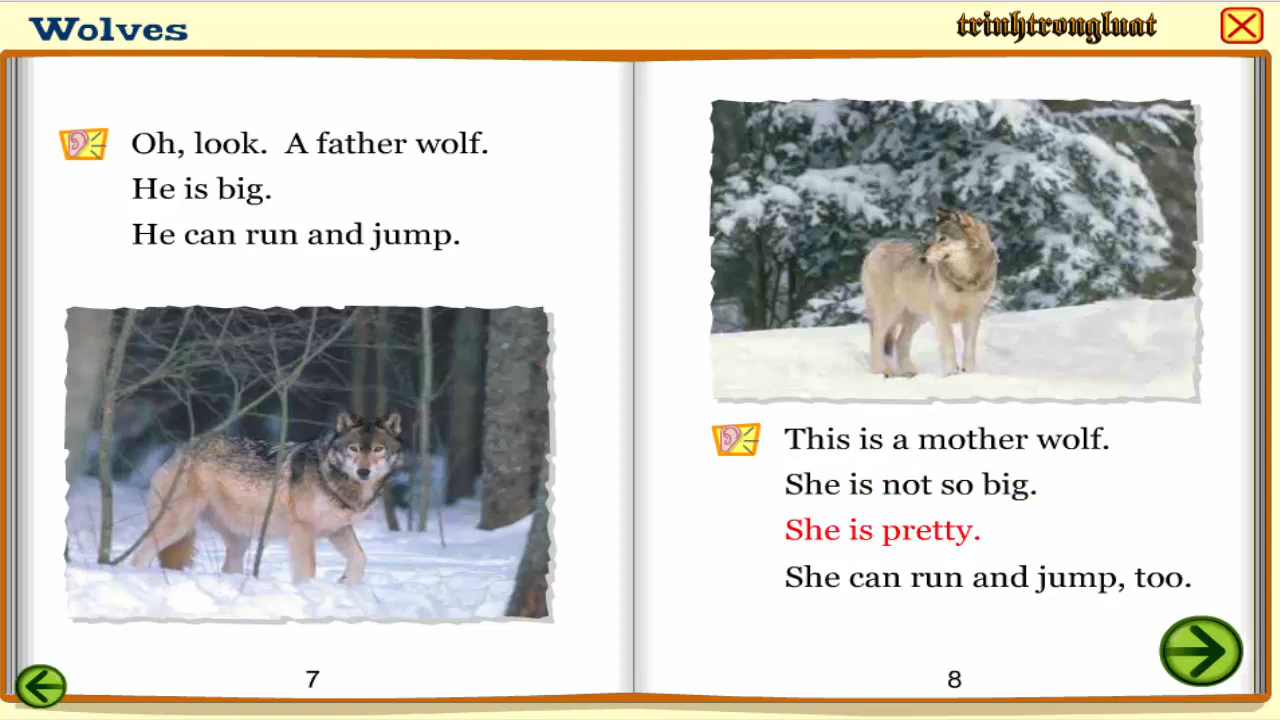 Wolves
trinhtrongluat
Oh, look. A father wolf.
He is big.
He can run and jump.
7
This is a mother wolf.
She is not so big.
She is pretty.
She can run and jump, too.
8